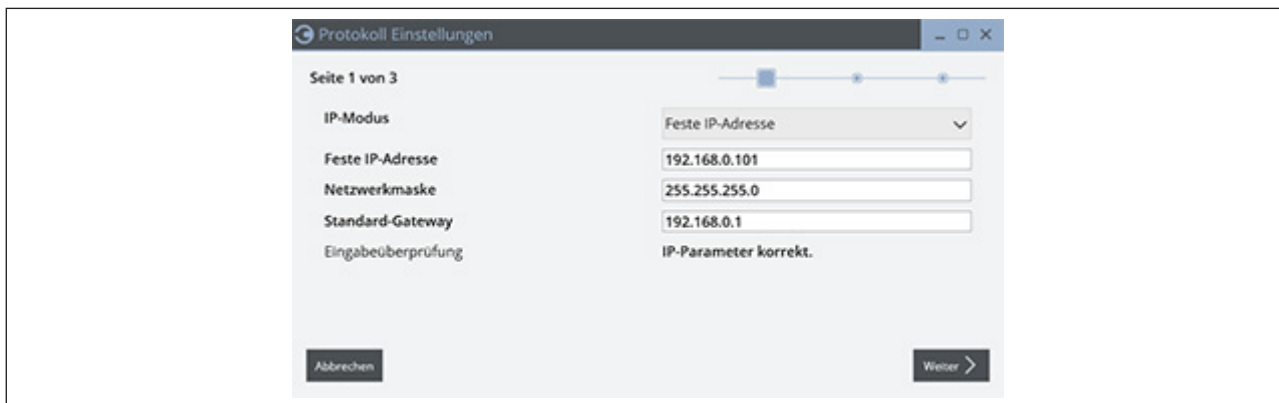 Protokoll Einstellungen
Seite 1 von 3
IP-Modus Feste IP-Adresse
Feste IP-Adresse 192.168.0.101
Netzwerkmaske 255.255.255.0
Standard-Gateway 192.168.0.1
Eingabeüberprüfung IP-Parameter korrekt.
Abbrechen Weiter